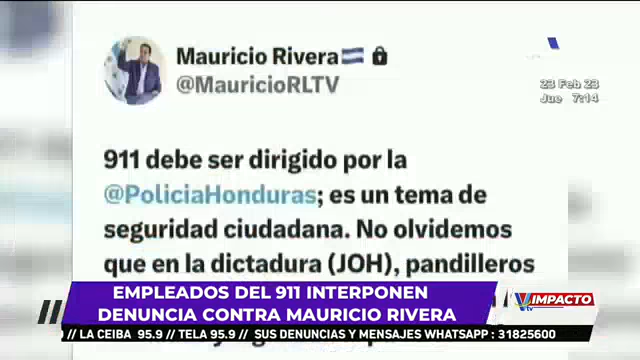 Mauricio Rivera
@MauricioRLTV
23 Feb 23
Jue 7:14
911 debe ser dirigido por la
@PoliciaHonduras; es un tema de
seguridad ciudadana. No olvidemos
que en la dictadura (JOH), pandilleros
EMPLEADOS DEL 911 INTERPONEN
DENUNCIA CONTRA MAURICIO RIVERA
IMPACTO
// LA CEIBA 95.9 // TELA 95.9 // SUS DENUNCIAS Y MENSAJES WHATSAPP : 31825600